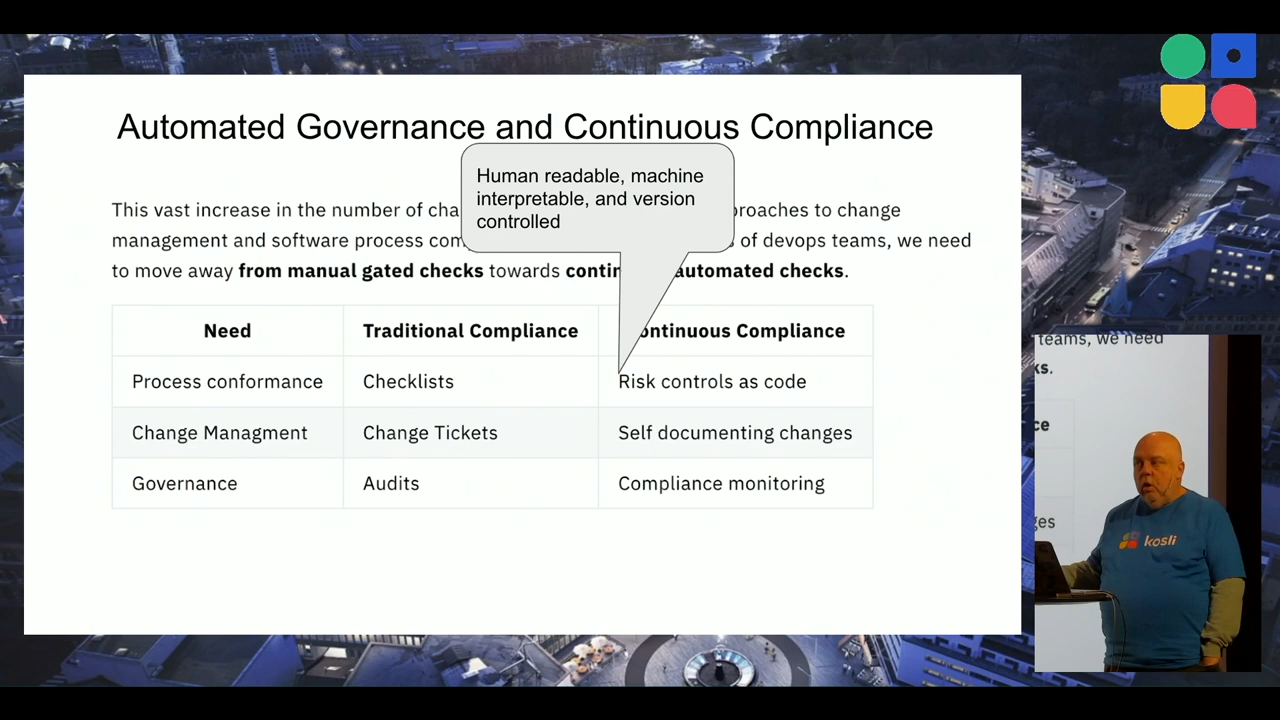 Automated Governance and Continuous Compliance
Human readable, machine
interpretable, and version
controlled
This vast increase in the number of cha proaches to change
management and software process com of devops teams, we need
to move away from manual gated checks towards contin automated checks.
Need Traditional Compliance ontinuous Compliance
Process conformance Checklists Risk controls as code
Change Managment Change Tickets Self documenting changes
Governance Audits Compliance monitoring
teams, we need
ks.
ce
ges
kosli